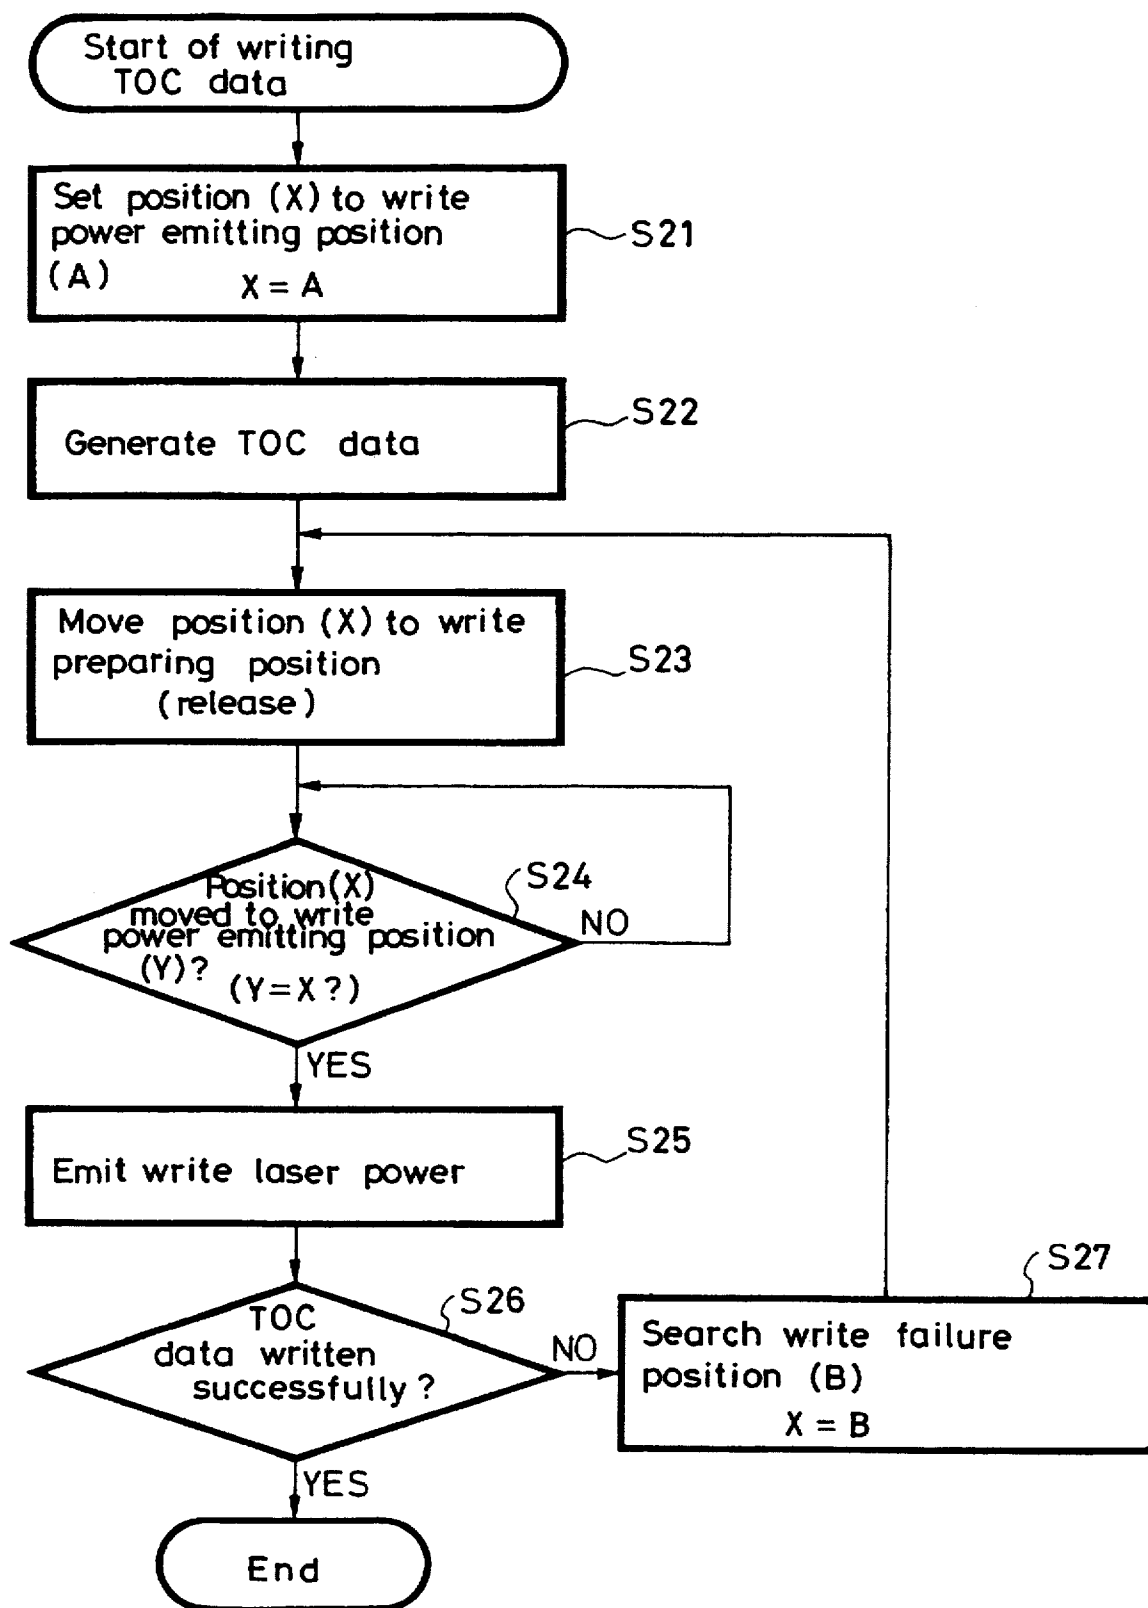 Start of writing
TOC data
Set position (X) to write
power emitting position
(A) X = A
S21
Generate TOC data
S22
Move position (X) to write
preparing position
(release)
S23
Position(X)
moved to write
power emitting position
(Y)?
(Y=X?)
S24
NO
YES
Emit write laser power
S25
TOC
data written
successfully?
S26
NO
Search write failure
position (B)
X = B
S27
YES
End